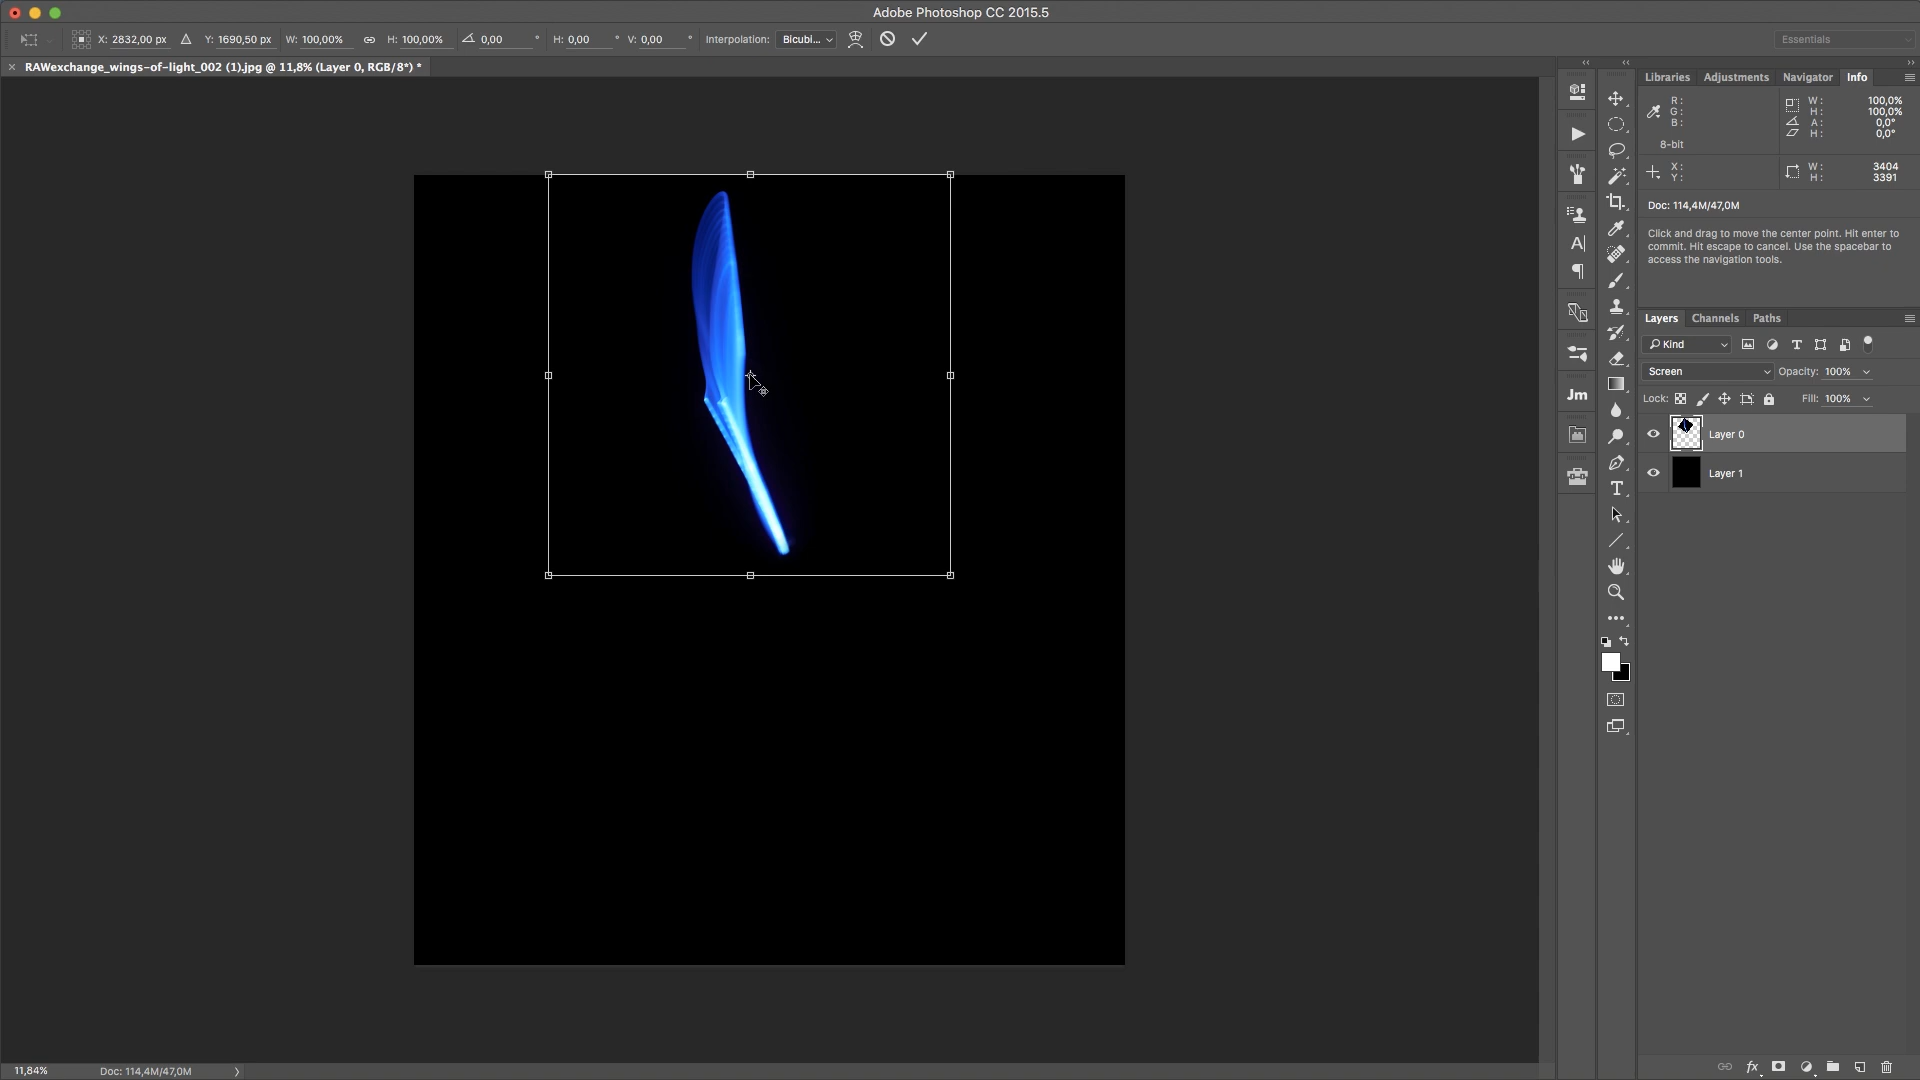 Adobe Photoshop CC 2015.5
X: 2832,00 px Y: 1690,50 px W: 100,00% H: 100,00% 0,00 ° H: 0,00 ° V: 0,00 ° Interpolation: Bicubi... Essentials
RAWexchange_wings-of-light_002 (1).jpg @ 11,8% (Layer 0, RGB/8*) *
Libraries Adjustments Navigator Info
R: W: 100,0%
G: H: 100,0%
B: A: 0,0°
H: 0,0°
8-bit
X: W: 3404
Y: H: 3391
Doc: 114,4M/47,0M
Click and drag to move the center point. Hit enter to
commit. Hit escape to cancel. Use the spacebar to
access the navigation tools.
Layers Channels Paths
Kind
Screen Opacity: 100%
Lock: Fill: 100%
Layer 0
Layer 1
A
Jm
T
fx
11,84% Doc: 114,4M/47,0M